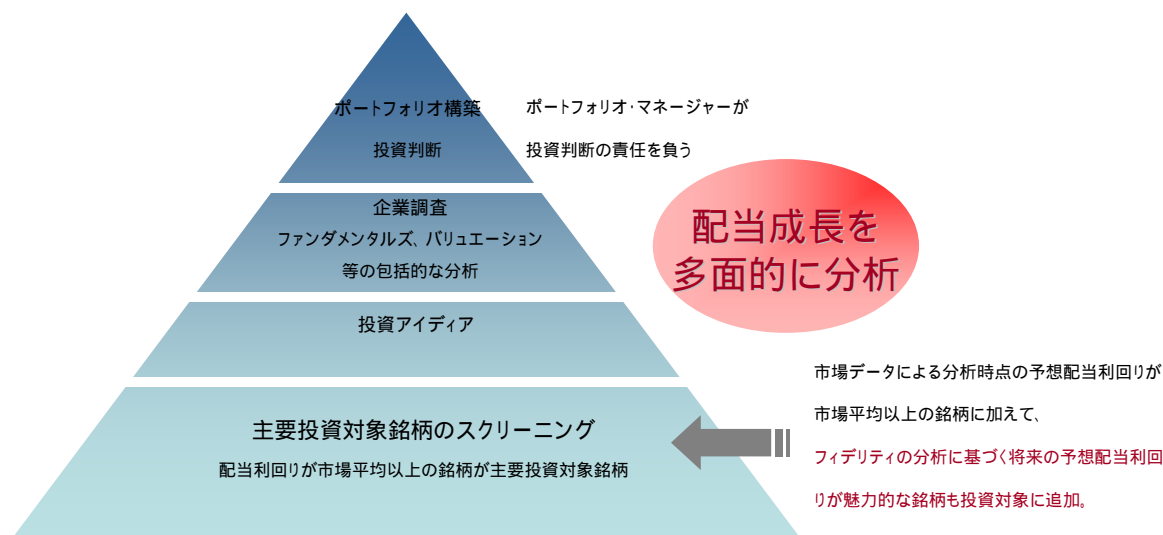 ポートフォリオ構築
投資判断
ポートフォリオ・マネージャーが
投資判断の責任を負う
企業調査
ファンダメンタルズ、バリュエーション
等の包括的な分析
配当成長を
多面的に分析
投資アイディア
主要投資対象銘柄のスクリーニング
配当利回りが市場平均以上の銘柄が主要投資対象銘柄
市場データによる分析時点の予想配当利回りが
市場平均以上の銘柄に加えて、
フィデリティの分析に基づく将来の予想配当利回
りが魅力的な銘柄も投資対象に追加。